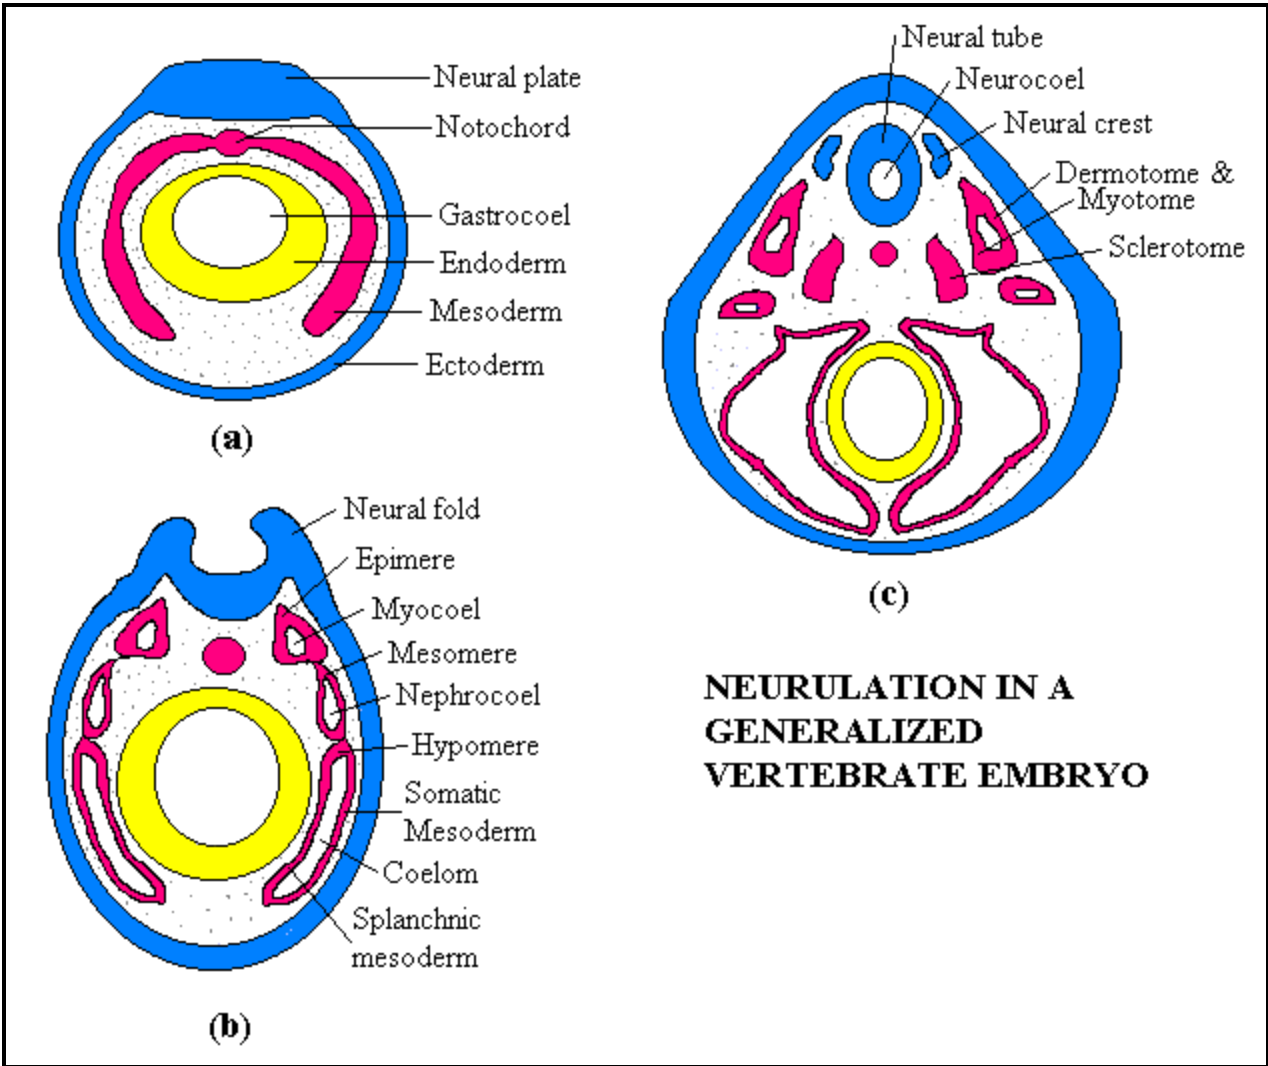 Neural plate
Notochord
Gastrocoel
Endoderm
Mesoderm
Ectoderm
(a)
Neural fold
Epimere
Myocoel
Mesomere
Nephrocoel
Hypomere
Somatic
Mesoderm
Coelom
Splanchnic
mesoderm
(b)
Neural tube
Neurocoel
Neural crest
Dermotome &
Myotome
Sclerotome
(c)
NEURULATION IN A
GENERALIZED
VERTEBRATE EMBRYO